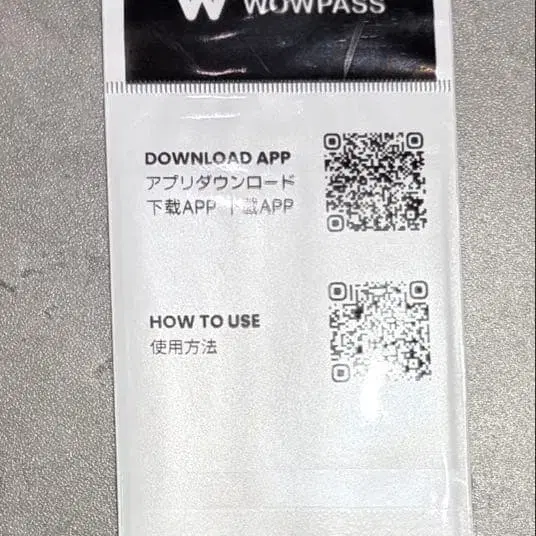 W WOWPASS
DOWNLOAD APP
アプリダウンロード
下载APP 下載APP
HOW TO USE
使用方法